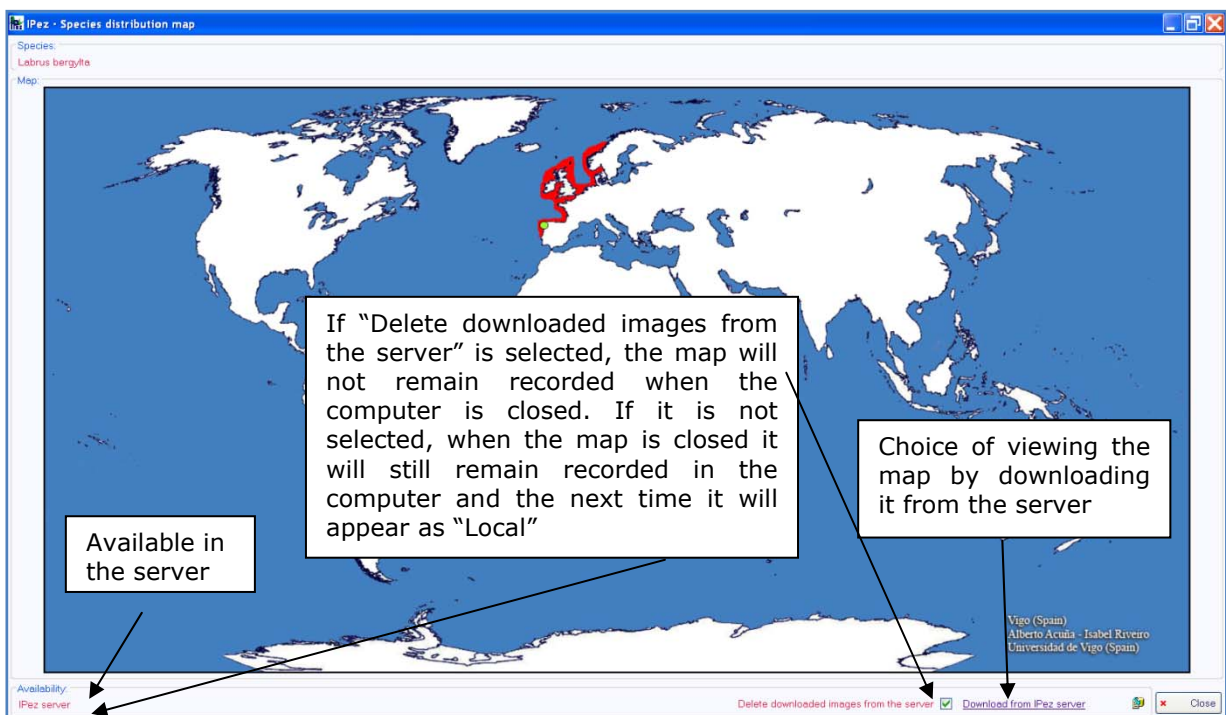 IPez - Species distribution map
Species:
Labrus bergylta
Map:
If “Delete downloaded images from
the server” is selected, the map will
not remain recorded when the
computer is closed. If it is not
selected, when the map is closed it
will still remain recorded in the
computer and the next time it will
appear as “Local”
Choice of viewing the
map by downloading
it from the server
Available in
the server
Vigo (Spain)
Alberto Acuña - Isabel Riveiro
Universidad de Vigo (Spain)
Availability:
IPez server
Delete downloaded images from the server
Download from IPez server
Close